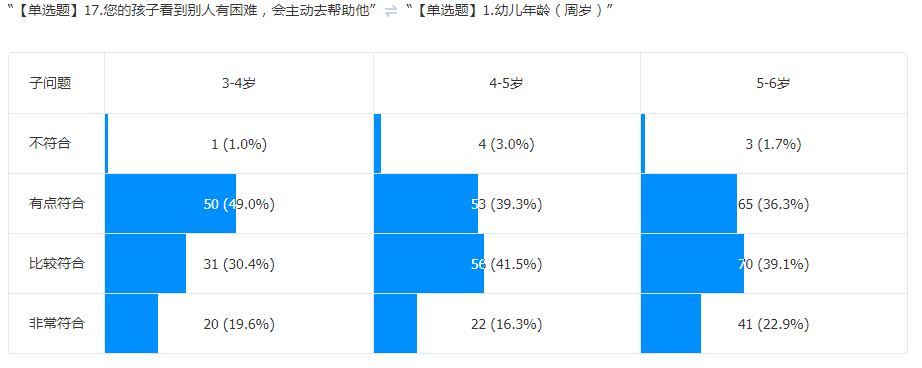 “【单选题】17.您的孩子看到别人有困难，会主动去帮助他” ⇌ “【单选题】1.幼儿年龄（周岁）”
子问题 3-4岁 4-5岁 5-6岁
不符合 1 (1.0%) 4 (3.0%) 3 (1.7%)
有点符合 50 (49.0%) 53 (39.3%) 65 (36.3%)
比较符合 31 (30.4%) 56 (41.5%) 70 (39.1%)
非常符合 20 (19.6%) 22 (16.3%) 41 (22.9%)